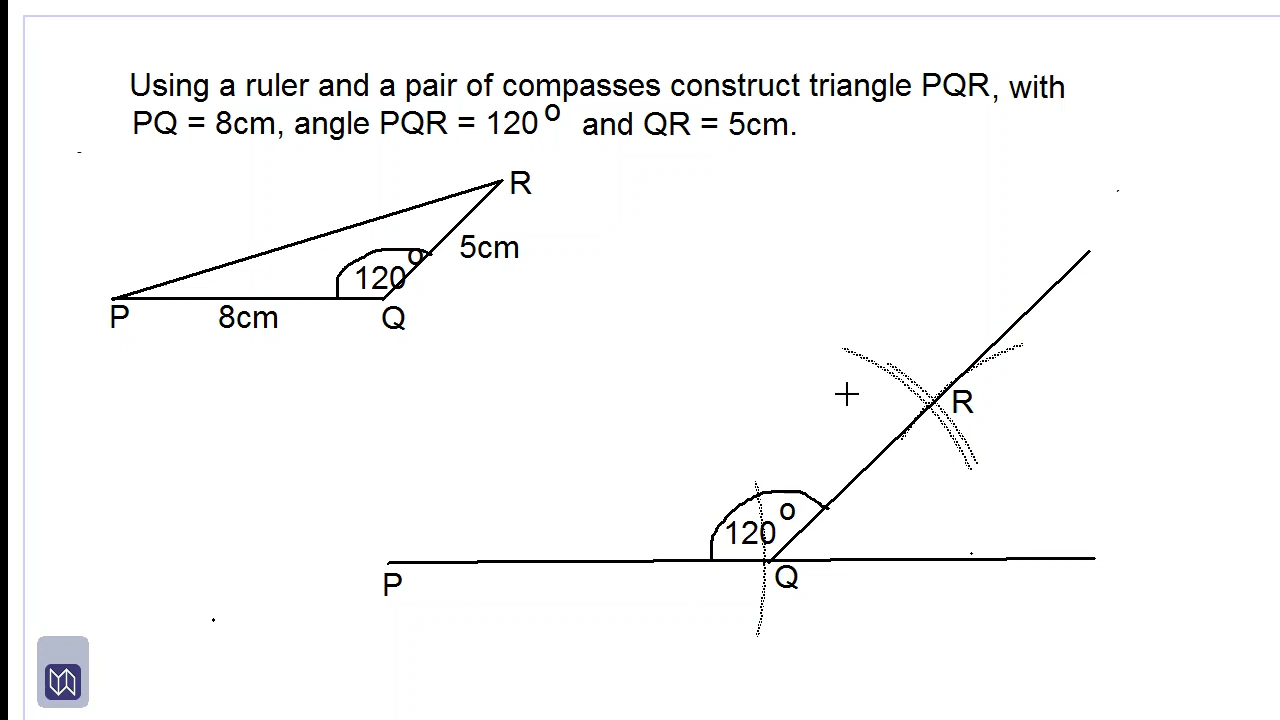 Using a ruler and a pair of compasses construct triangle PQR, with
PQ = 8cm, angle PQR = 120° and QR = 5cm.
R
5cm
120°
P
8cm
Q
R
120°
P
Q